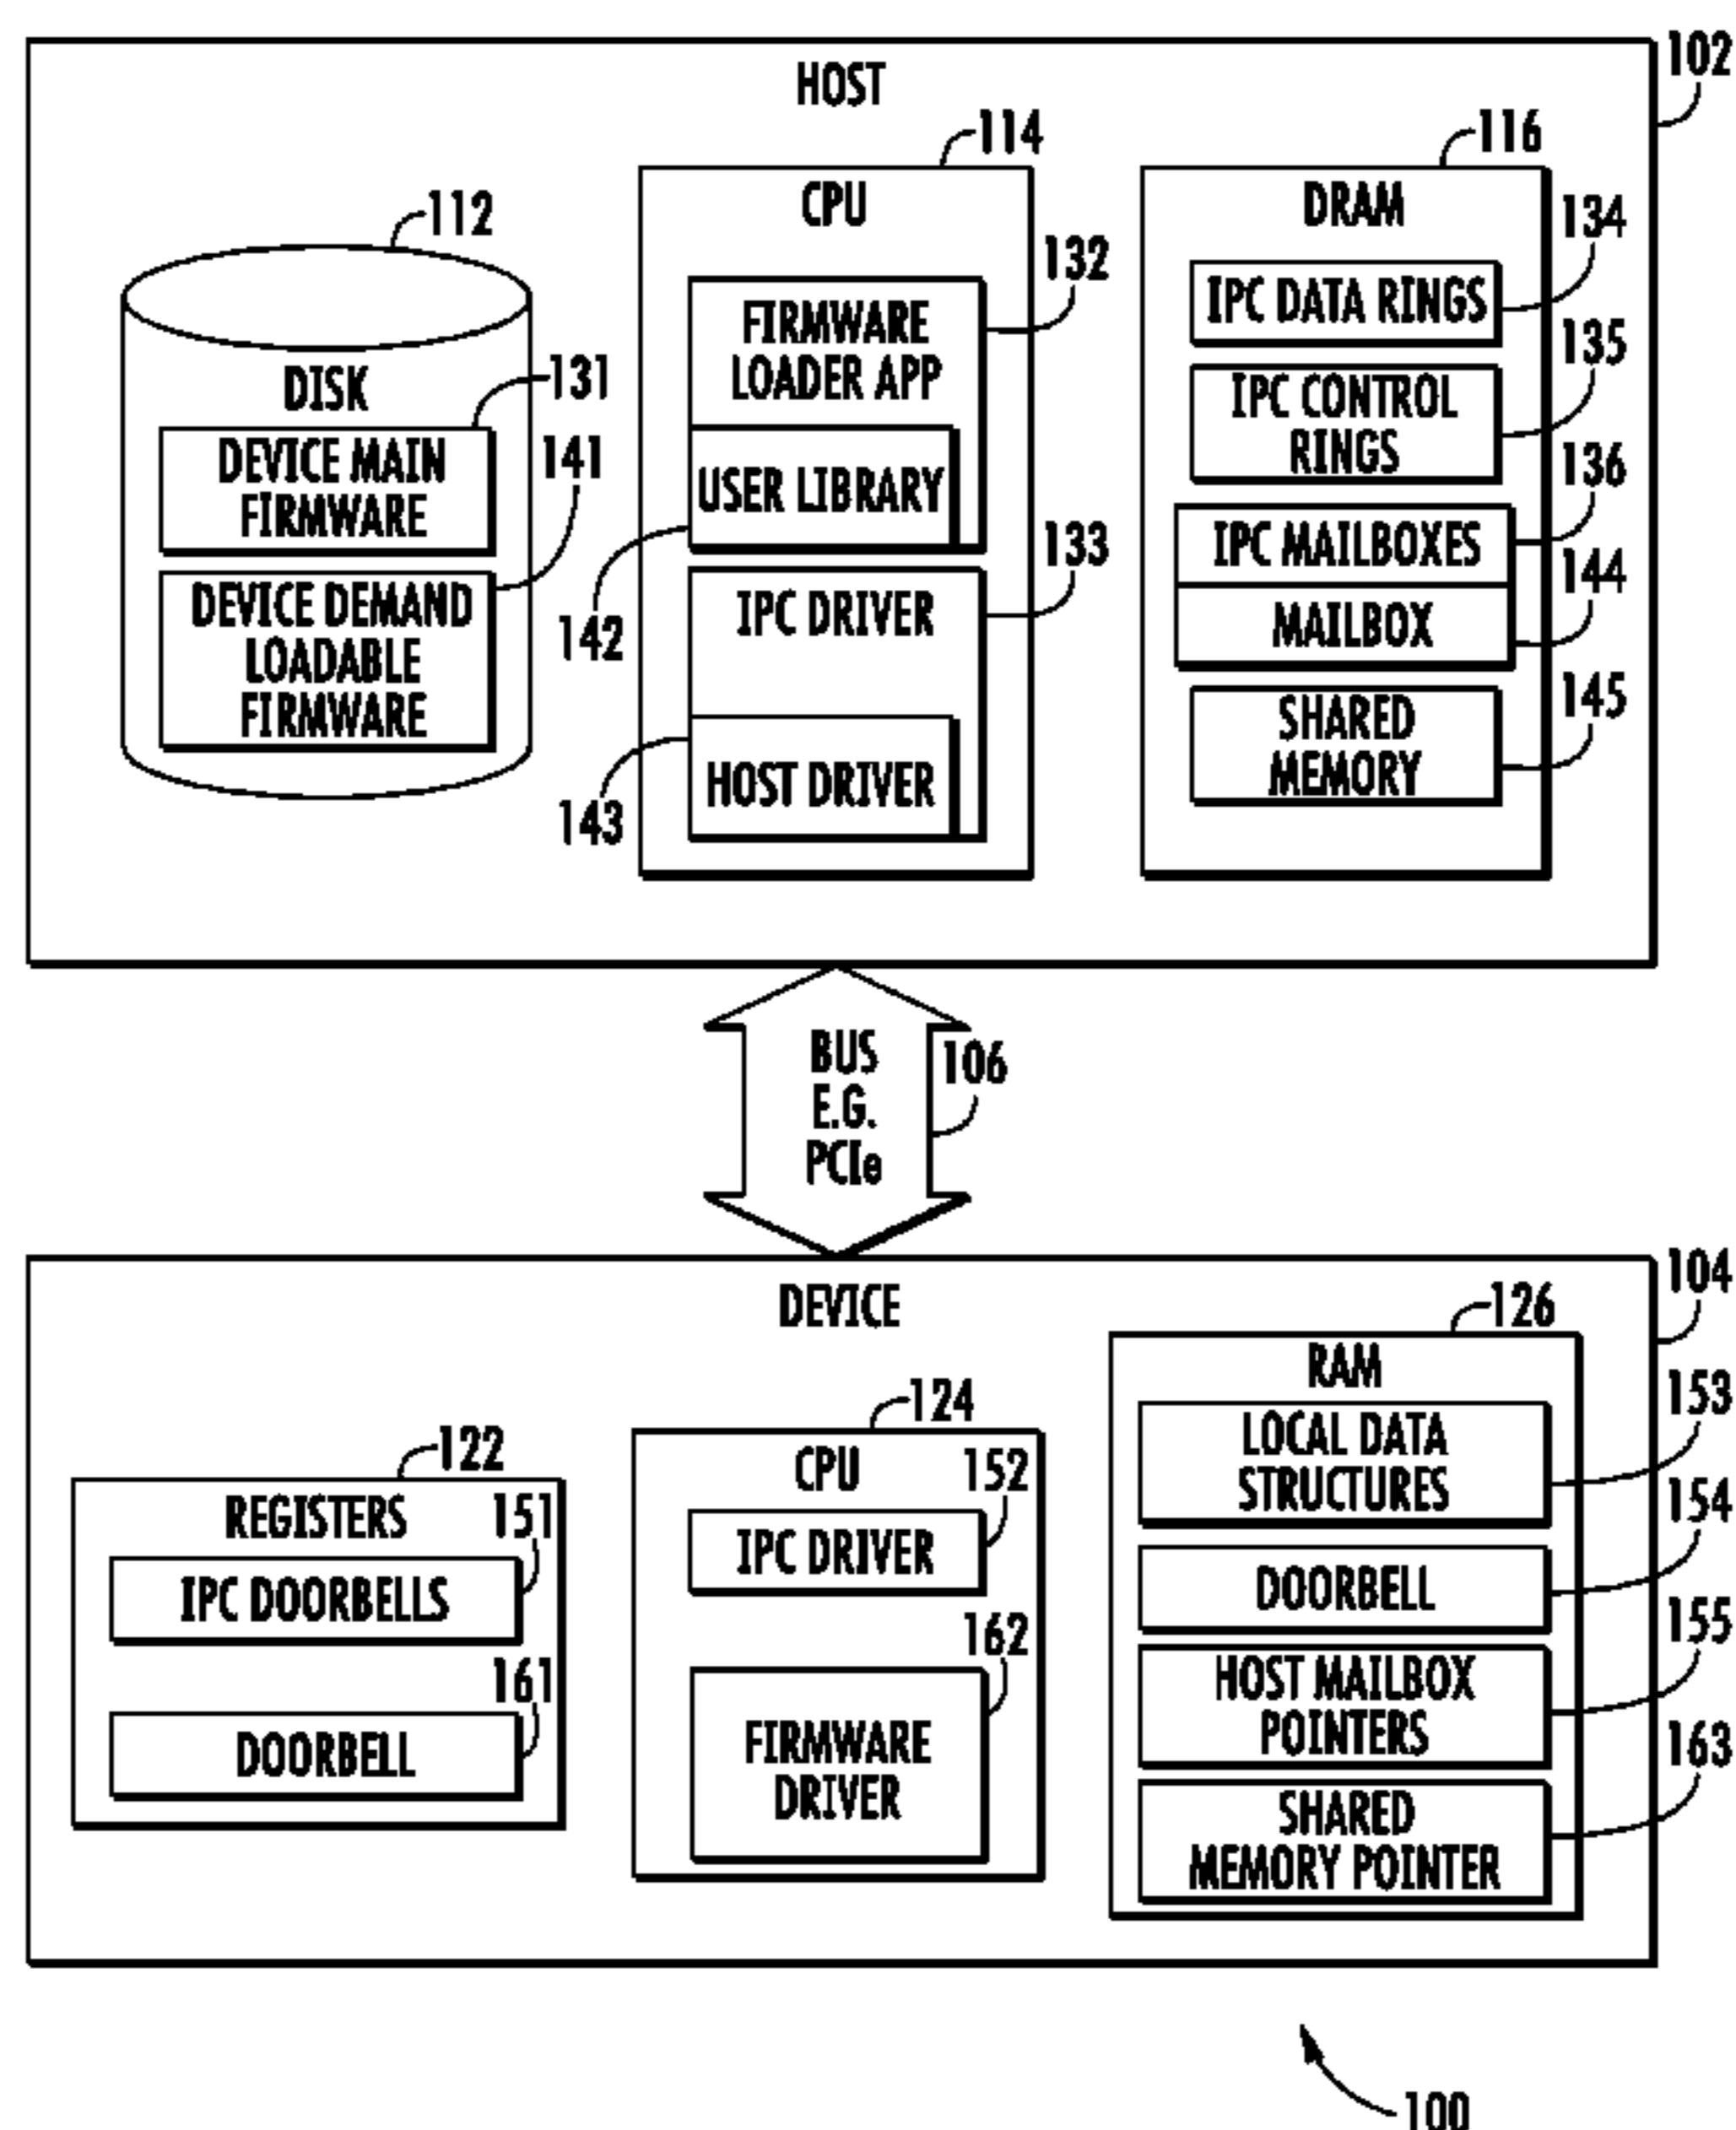 102
HOST
114
116
CPU
DRAM
112
134
132
IPC DATA RINGS
FIRMWARE
LOADER APP
135
DISK
131
IPC CONTROL
RINGS
DEVICE MAIN
FIRMWARE
141
USER LIBRARY
136
IPC MAILBOXES
133
144
DEVICE DEMAND
LOADABLE
FIRMWARE
142
IPC DRIVER
MAILBOX
145
SHARED
MEMORY
HOST DRIVER
143
BUS
E.G.
PCIe
106
104
DEVICE
126
RAM
153
124
LOCAL DATA
STRUCTURES
122
CPU
152
REGISTERS
151
154
IPC DRIVER
IPC DOORBELLS
DOORBELL
155
162
161
HOST MAILBOX
POINTERS
163
DOORBELL
FIRMWARE
DRIVER
SHARED
MEMORY POINTER
100